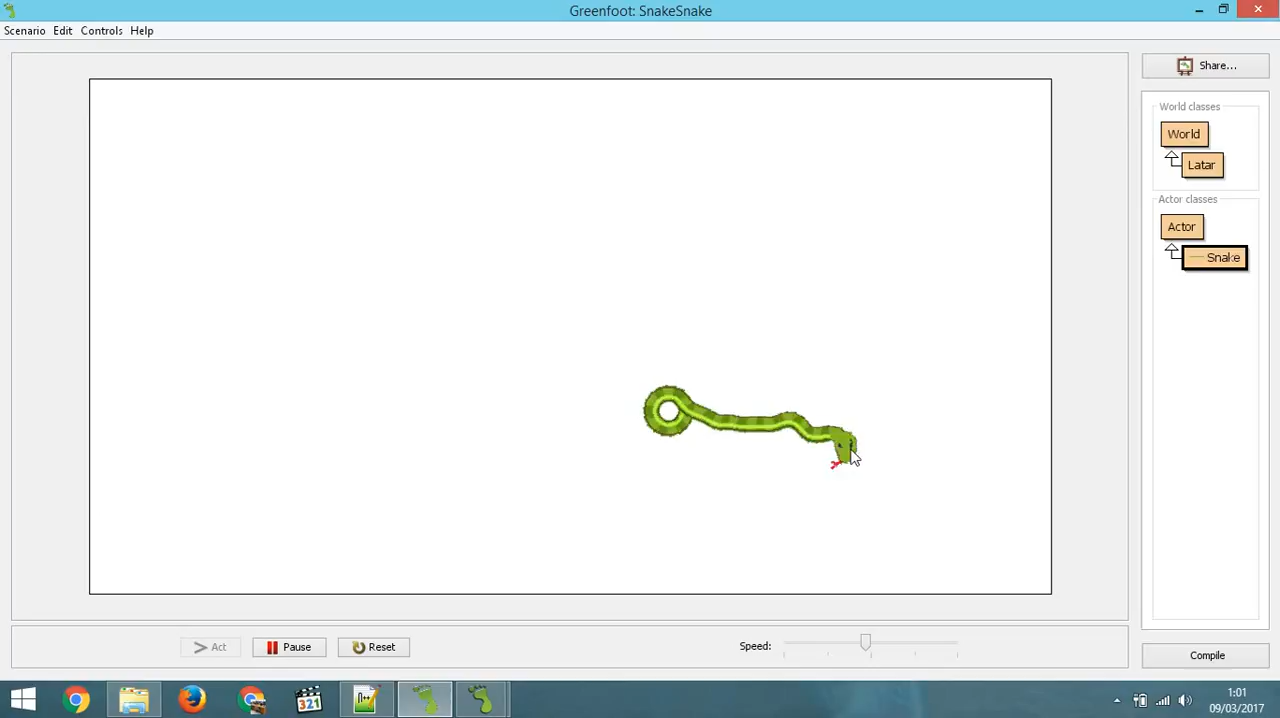 Greenfoot: SnakeSnake
Scenario Edit Controls Help
Share...
World classes
World
Latar
Actor classes
Actor
Snake
> Act
Pause
Reset
Speed:
Compile
321
N++
1:01
09/03/2017